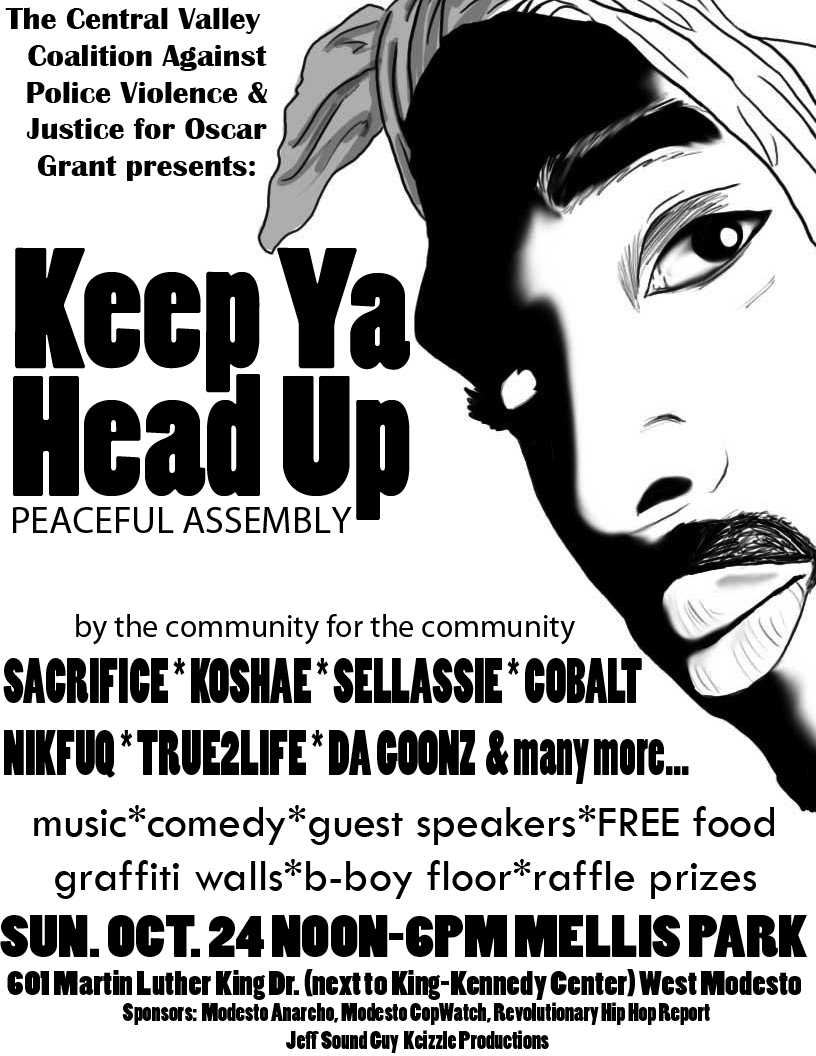 The Central Valley
Coalition Against
Police Violence &
Justice for Oscar
Grant presents:
Keep Ya
Head Up
PEACEFUL ASSEMBLY
by the community for the community
SACRIFICE * KOSHAE * SELLASSIE * COBALT
NIKFUQ * TRUE2LIFE * DA GOONZ & many more...
music*comedy*guest speakers*FREE food
graffiti walls*b-boy floor*raffle prizes
SUN. OCT. 24 NOON-6PM MELLIS PARK
601 Martin Luther King Dr. (next to King-Kennedy Center) West Modesto
Sponsors: Modesto Anarcho, Modesto CopWatch, Revolutionary Hip Hop Report
Jeff Sound Guy Kcizzle Productions